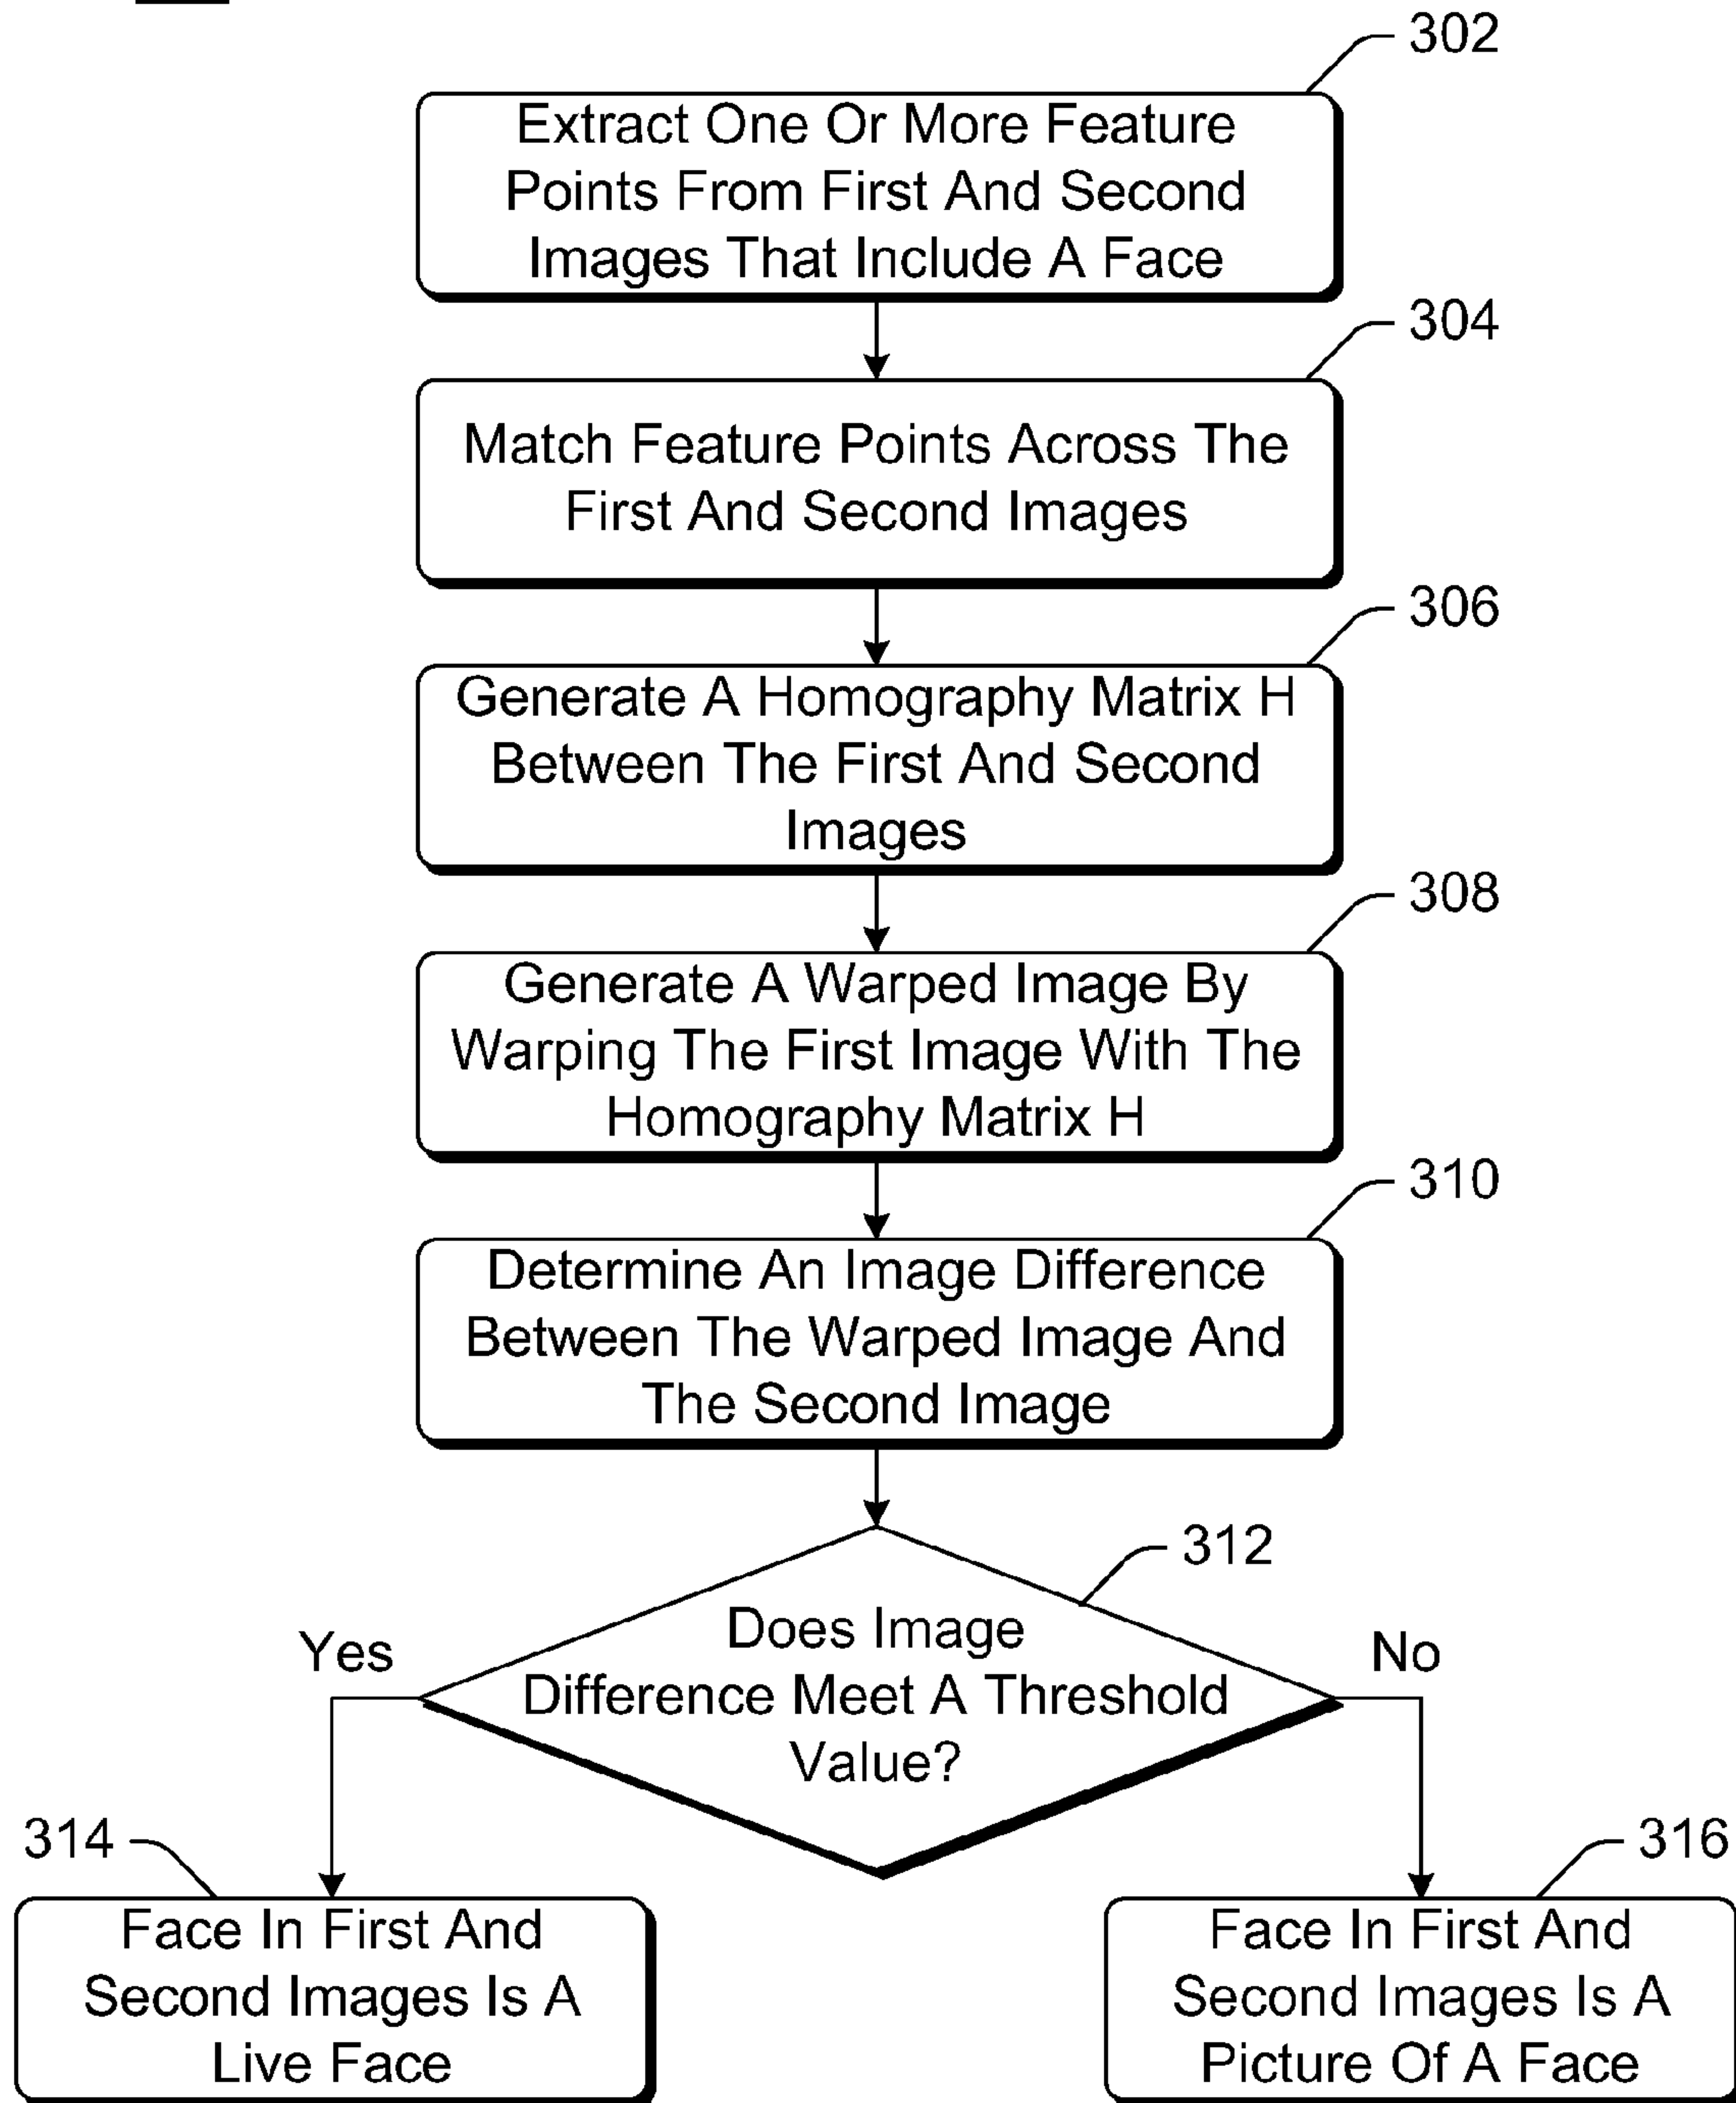 302
Extract One Or More Feature
Points From First And Second
Images That Include A Face
304
Match Feature Points Across The
First And Second Images
306
Generate A Homography Matrix H
Between The First And Second
Images
308
Generate A Warped Image By
Warping The First Image With The
Homography Matrix H
310
Determine An Image Difference
Between The Warped Image And
The Second Image
312
Does Image
Difference Meet A Threshold
Value?
Yes
No
314
Face In First And
Second Images Is A
Live Face
316
Face In First And
Second Images Is A
Picture Of A Face